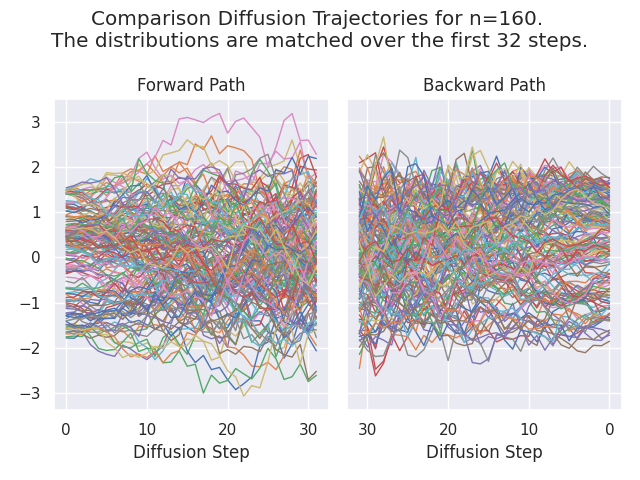 Comparison Diffusion Trajectories for n=160.
The distributions are matched over the first 32 steps.
Forward Path
Backward Path
3
2
1
0
−1
−2
−3
0 10 20 30
30 20 10 0
Diffusion Step
Diffusion Step